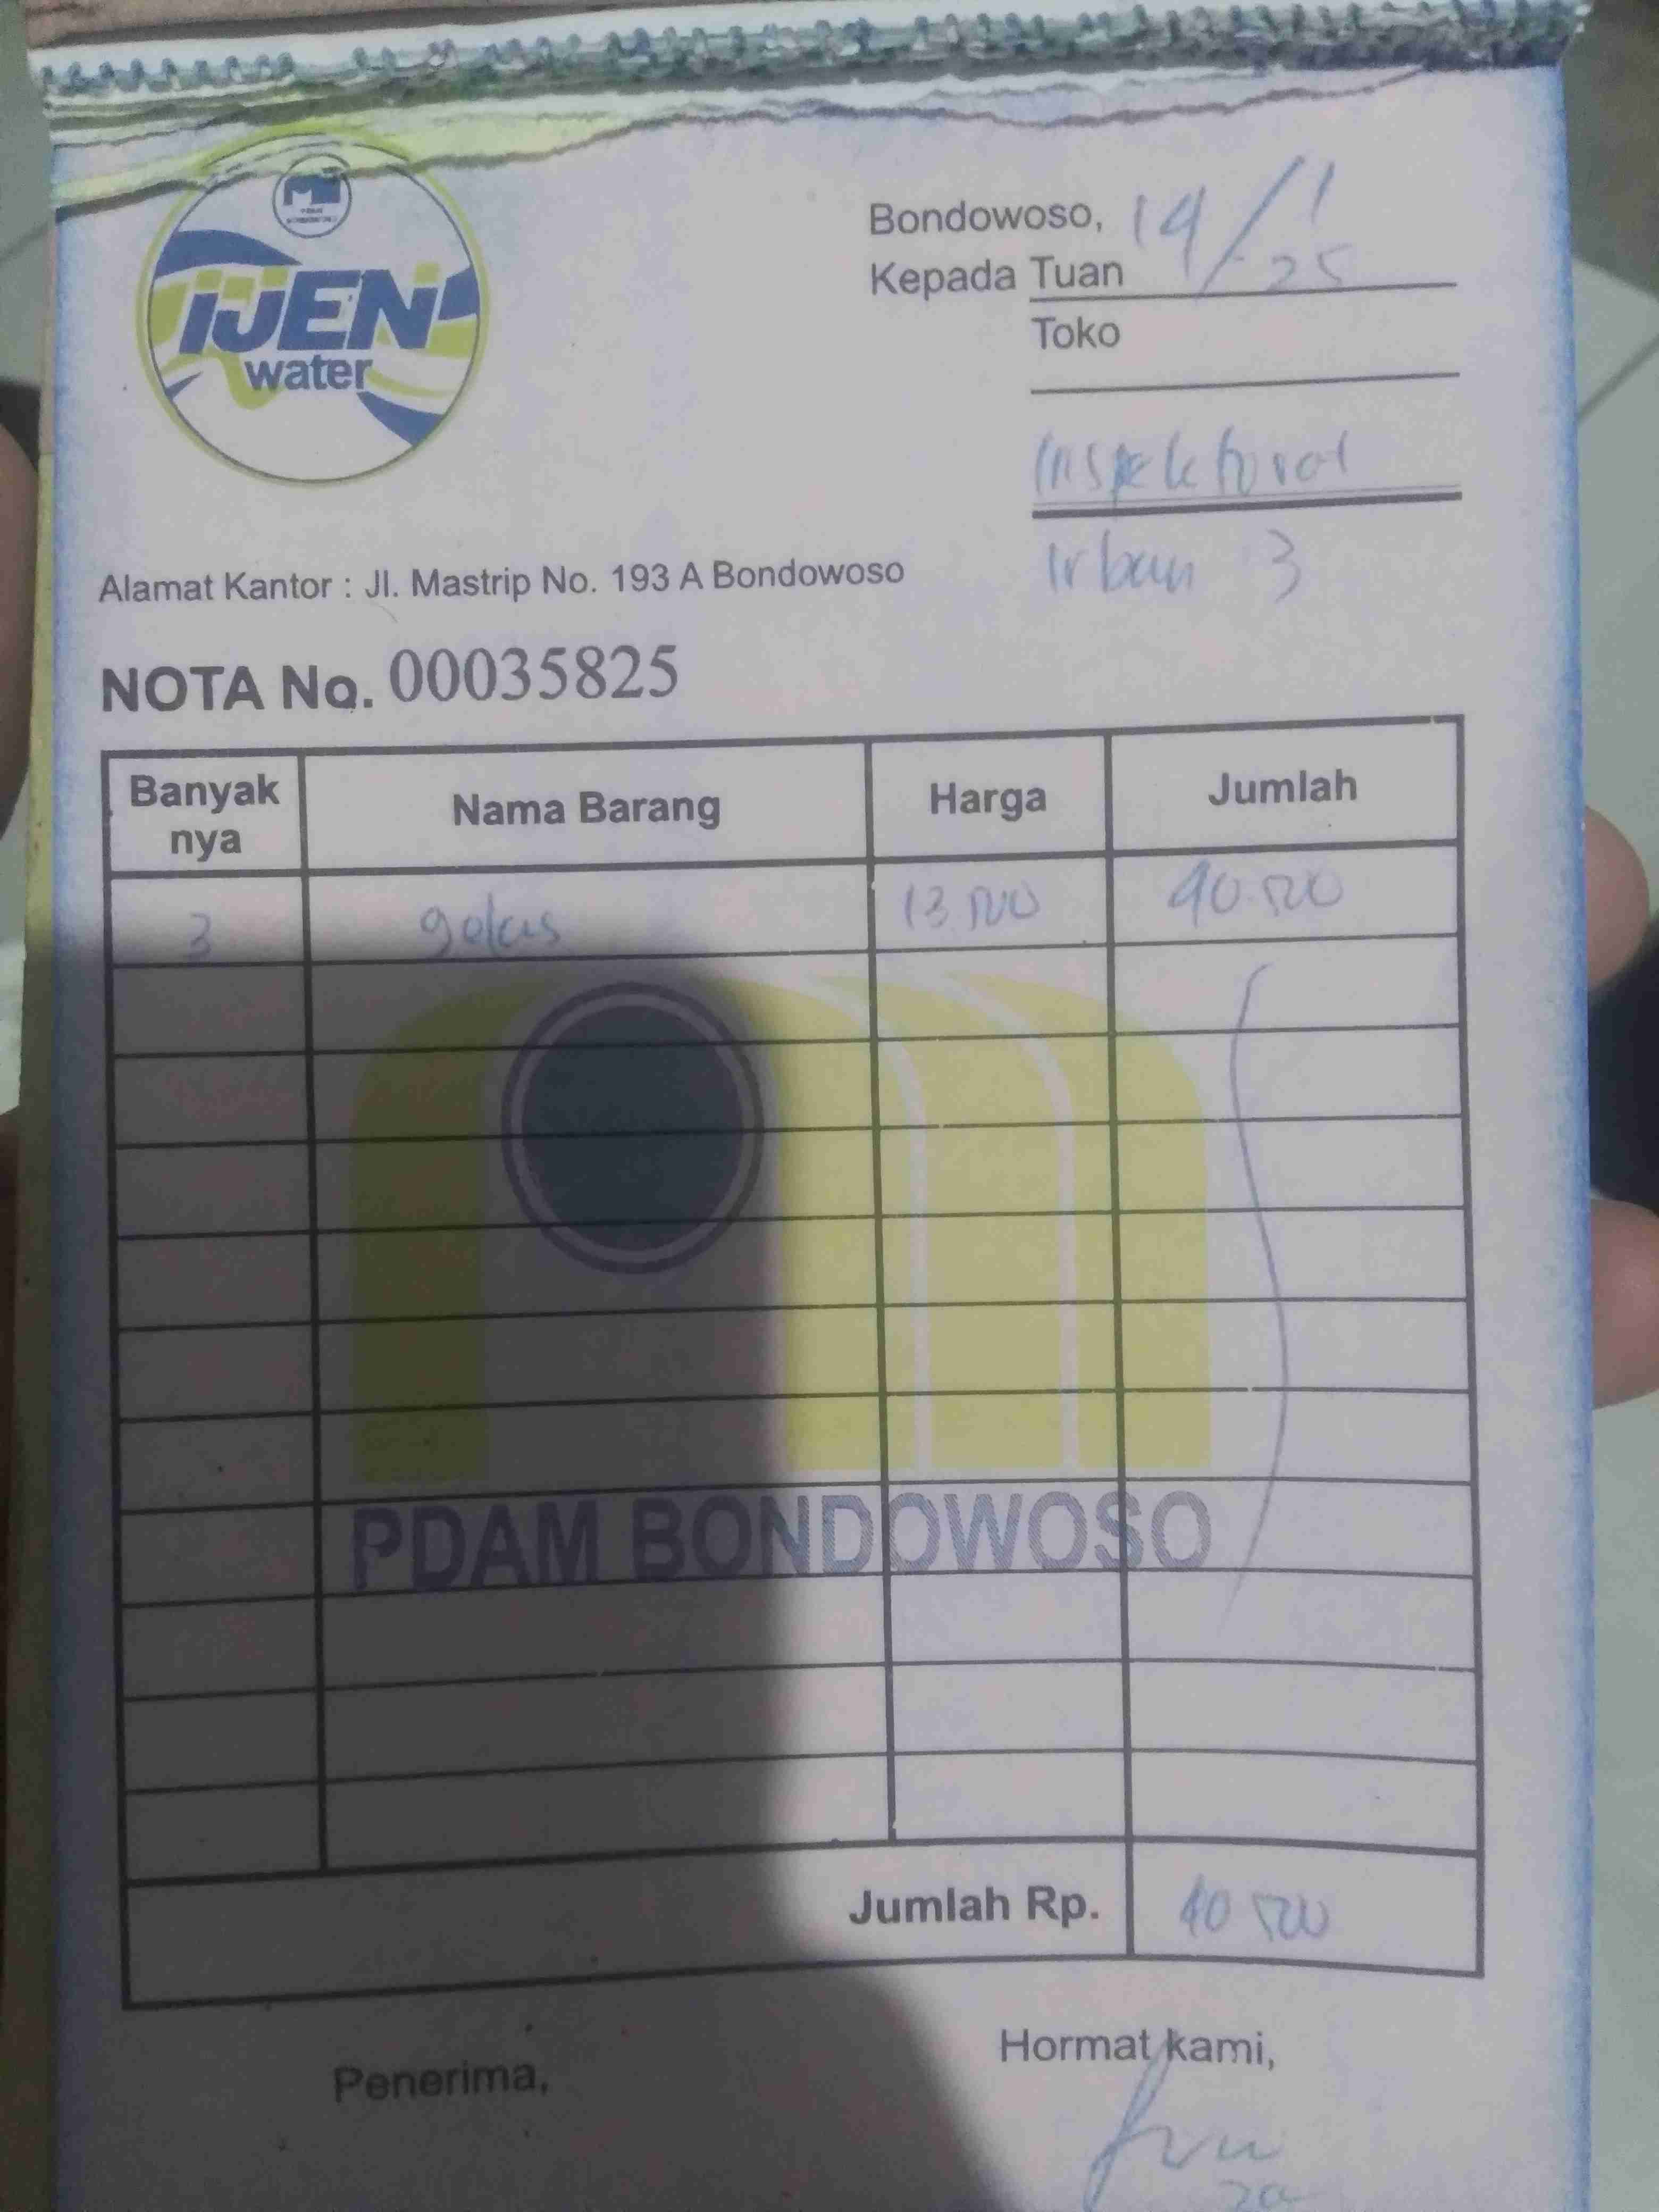 IJEN
water
Bondowoso, 14/1
25
Kepada Tuan
Toko
Inspektorat
Irban 3
Alamat Kantor : Jl. Mastrip No. 193 A Bondowoso
NOTA No. 00035825
Banyak nya Nama Barang Harga Jumlah
3 gelas 13.500 40.500
PDAM BONDOWOSO
Jumlah Rp. 40 500
Penerima,
Hormat kami,